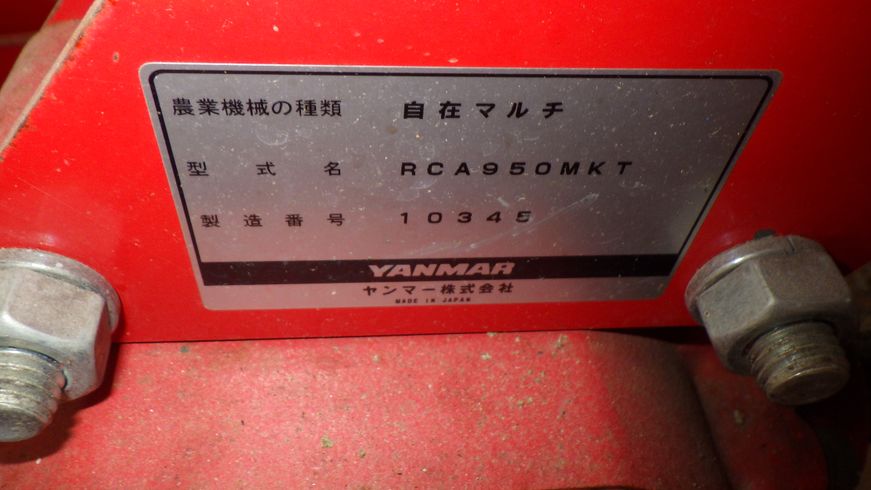 農業機械の種類 自在マルチ
型式名 RCA950MKT
製造番号 10345
YANMAR
ヤンマー株式会社
MADE IN JAPAN